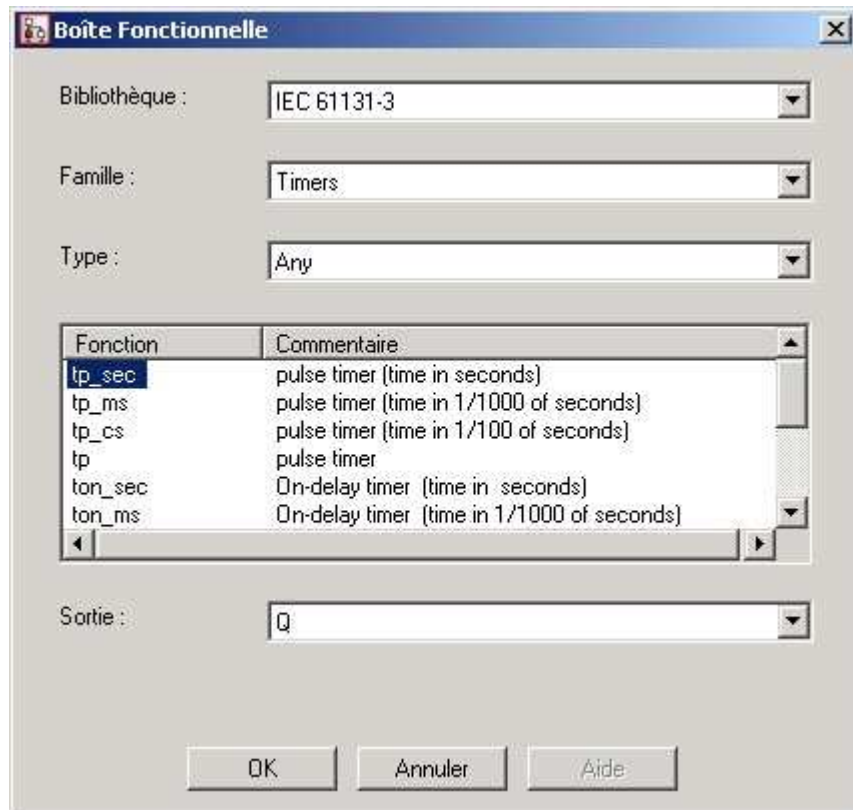 Boîte Fonctionnelle
Bibliothèque : IEC 61131-3
Famille : Timers
Type : Any
Fonction Commentaire
tp_sec pulse timer (time in seconds)
tp_ms pulse timer (time in 1/1000 of seconds)
tp_cs pulse timer (time in 1/100 of seconds)
tp pulse timer
ton_sec On-delay timer (time in seconds)
ton_ms On-delay timer (time in 1/1000 of seconds)
Sortie : Q
OK Annuler Aide